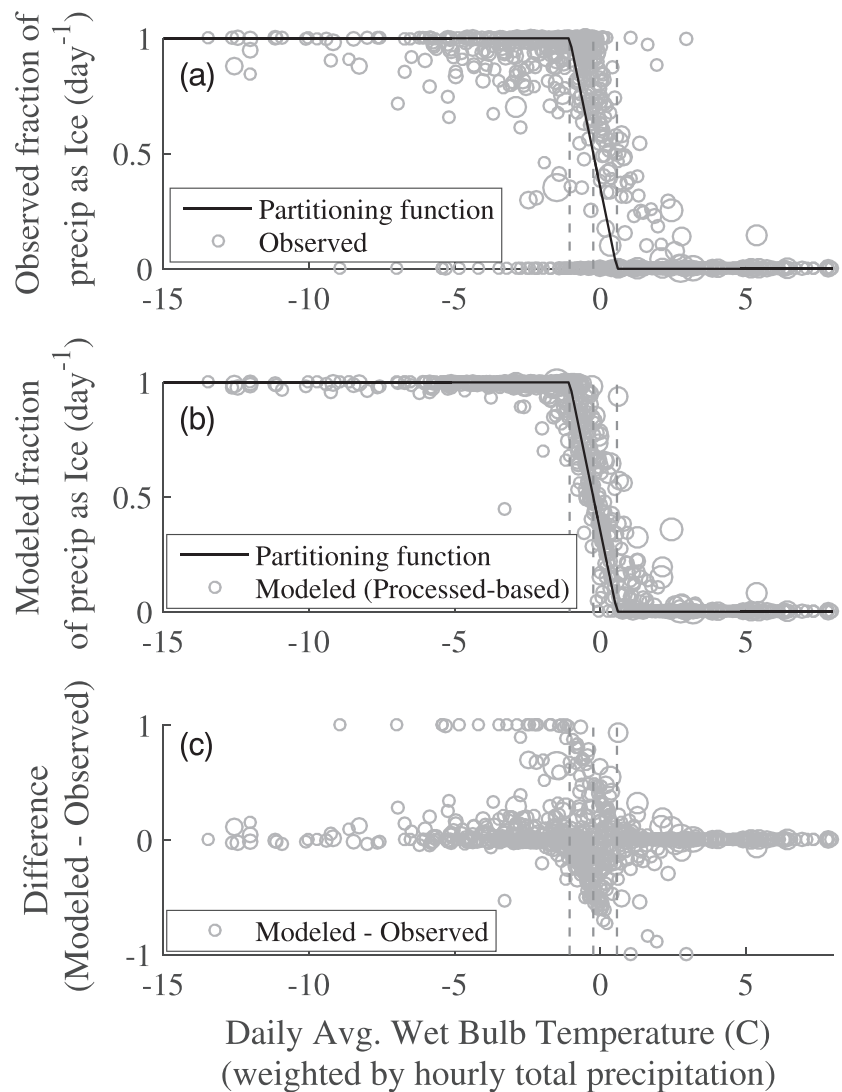 Observed fraction of
precip as Ice (day⁻¹)
1
0.5
0
(a)
Partitioning function
Observed
-15
-10
-5
0
5
Modeled fraction
of precip as Ice (day⁻¹)
1
0.5
0
(b)
Partitioning function
Modeled (Processed-based)
-15
-10
-5
0
5
Difference
(Modeled - Observed)
1
0
-1
(c)
Modeled - Observed
-15
-10
-5
0
5
Daily Avg. Wet Bulb Temperature (C)
(weighted by hourly total precipitation)